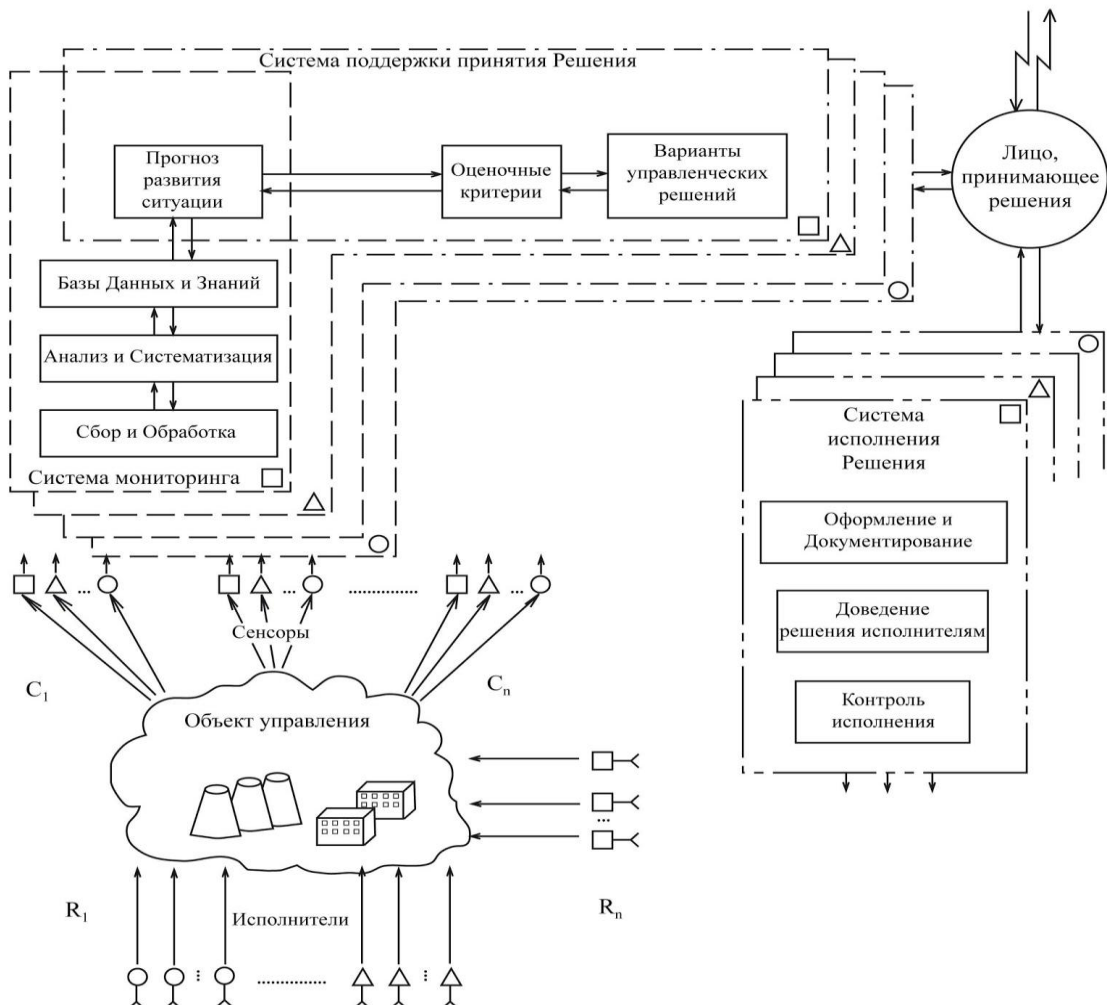 Система поддержки принятия Решения
Прогноз
развития
ситуации
Оценочные
критерии
Варианты
управленческих
решений
Лицо,
принимающее
решения
Базы Данных и Знаний
Анализ и Систематизация
Сбор и Обработка
Система мониторинга
Система
исполнения
Решения
Оформление и
Документирование
Доведение
решения исполнителям
Контроль
исполнения
... ... ............... ...
Сенсоры
C₁
Cₙ
Объект управления
...
R₁
Исполнители
Rₙ
... .............. ...